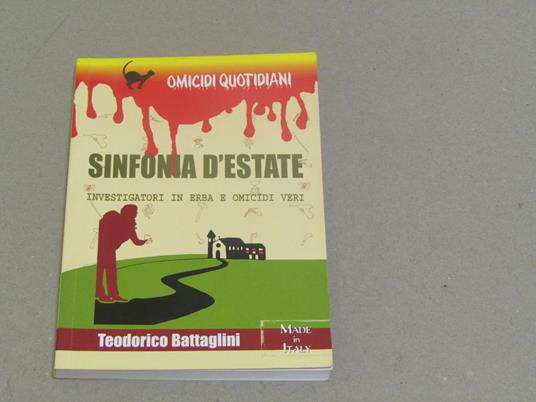 OMICIDI QUOTIDIANI
SINFONIA D'ESTATE
INVESTIGATORI IN ERBA E OMICIDI VERI
Teodorico Battaglini
MADE
in
ITALY